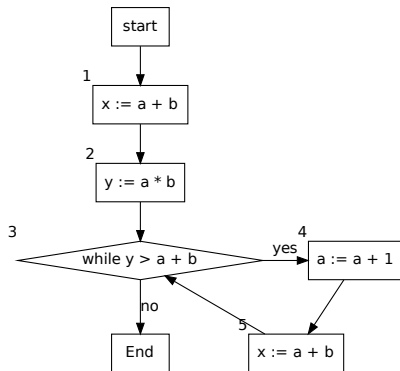 start
1
x := a + b
2
y := a * b
3
while y > a + b
yes
4
a := a + 1
no
5
End
x := a + b